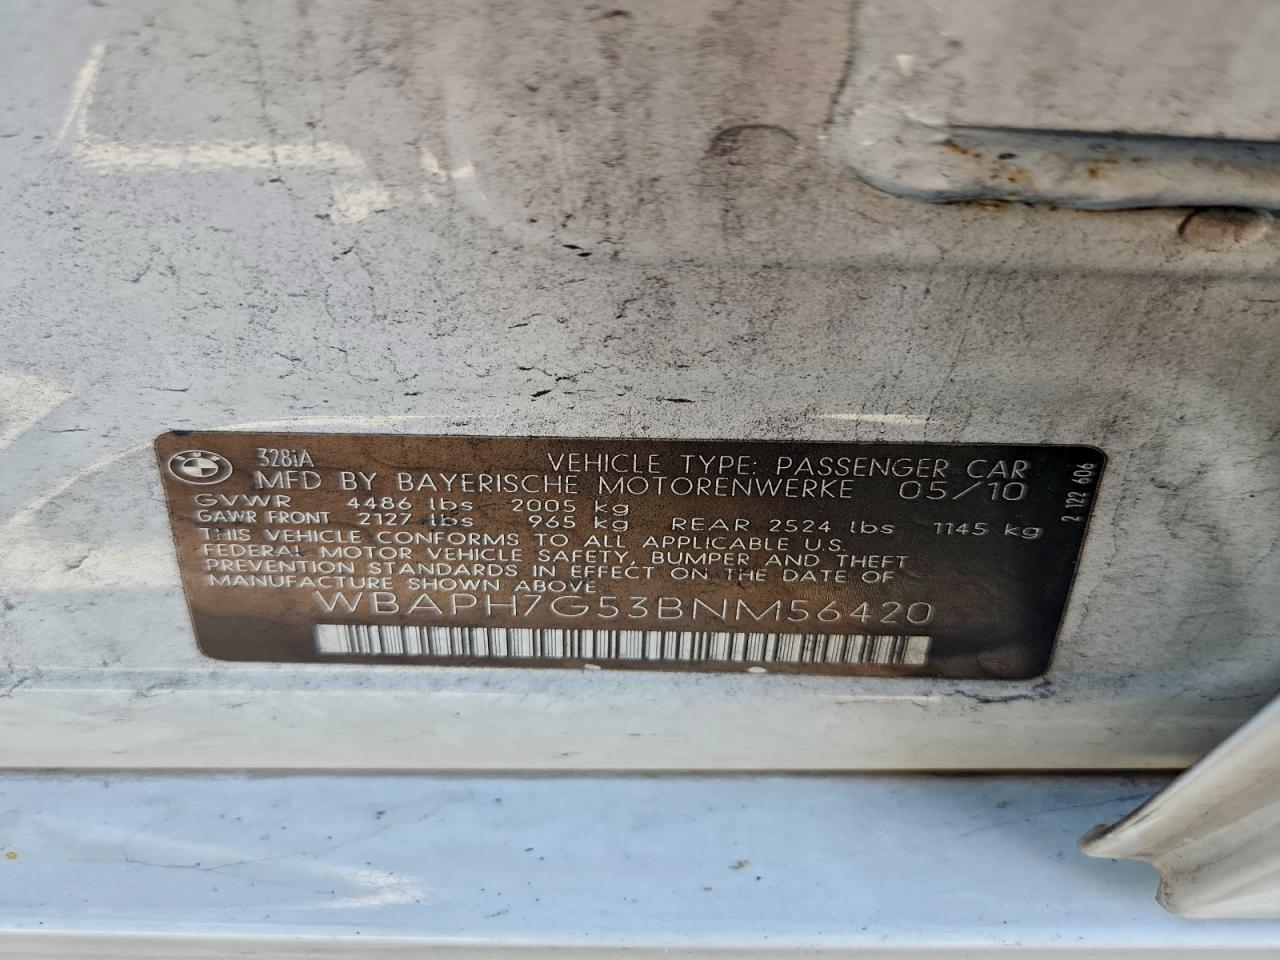 328iA
VEHICLE TYPE: PASSENGER CAR
MFD BY BAYERISCHE MOTORENWERKE 05/10
GVWR 4486 lbs 2005 kg
GAWR FRONT 2127 lbs 965 kg REAR 2524 lbs 1145 kg
THIS VEHICLE CONFORMS TO ALL APPLICABLE U.S.
FEDERAL MOTOR VEHICLE SAFETY, BUMPER AND THEFT
PREVENTION STANDARDS IN EFFECT ON THE DATE OF
MANUFACTURE SHOWN ABOVE
WBAPH7G53BNM56420
2 122 606